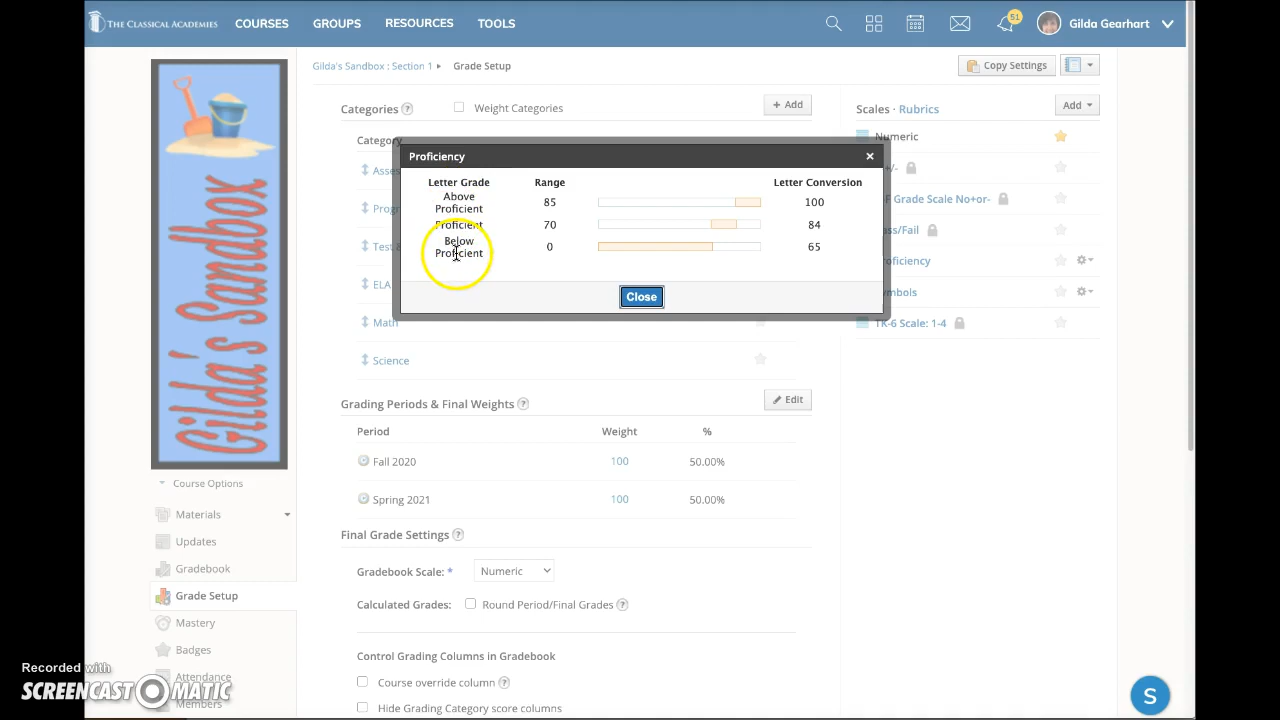 THE CLASSICAL ACADEMIES COURSES GROUPS RESOURCES TOOLS 51 Gilda Gearhart
Gilda's Sandbox : Section 1 ▸ Grade Setup Copy Settings
Categories ? Weight Categories + Add
Scales · Rubrics Add
Category
Numeric
Proficiency ×
Letter Grade Range Letter Conversion
Above Proficient 85 100
Proficient 70 84
Below Proficient 0 65
Close
+/-
F Grade Scale No+or-
ss/Fail
roficiency
mbols
TK-6 Scale: 1-4
Asses
Progr
Test &
ELA
Math
Science
Grading Periods & Final Weights ? Edit
Period Weight %
Fall 2020 100 50.00%
Spring 2021 100 50.00%
Final Grade Settings ?
Gradebook Scale: * Numeric
Calculated Grades: Round Period/Final Grades ?
Control Grading Columns in Gradebook
Course override column ?
Hide Grading Category score columns
Gilda's Sandbox
Course Options
Materials
Updates
Gradebook
Grade Setup
Mastery
Badges
Attendance
Members
Recorded with
SCREENCAST O MATIC
S